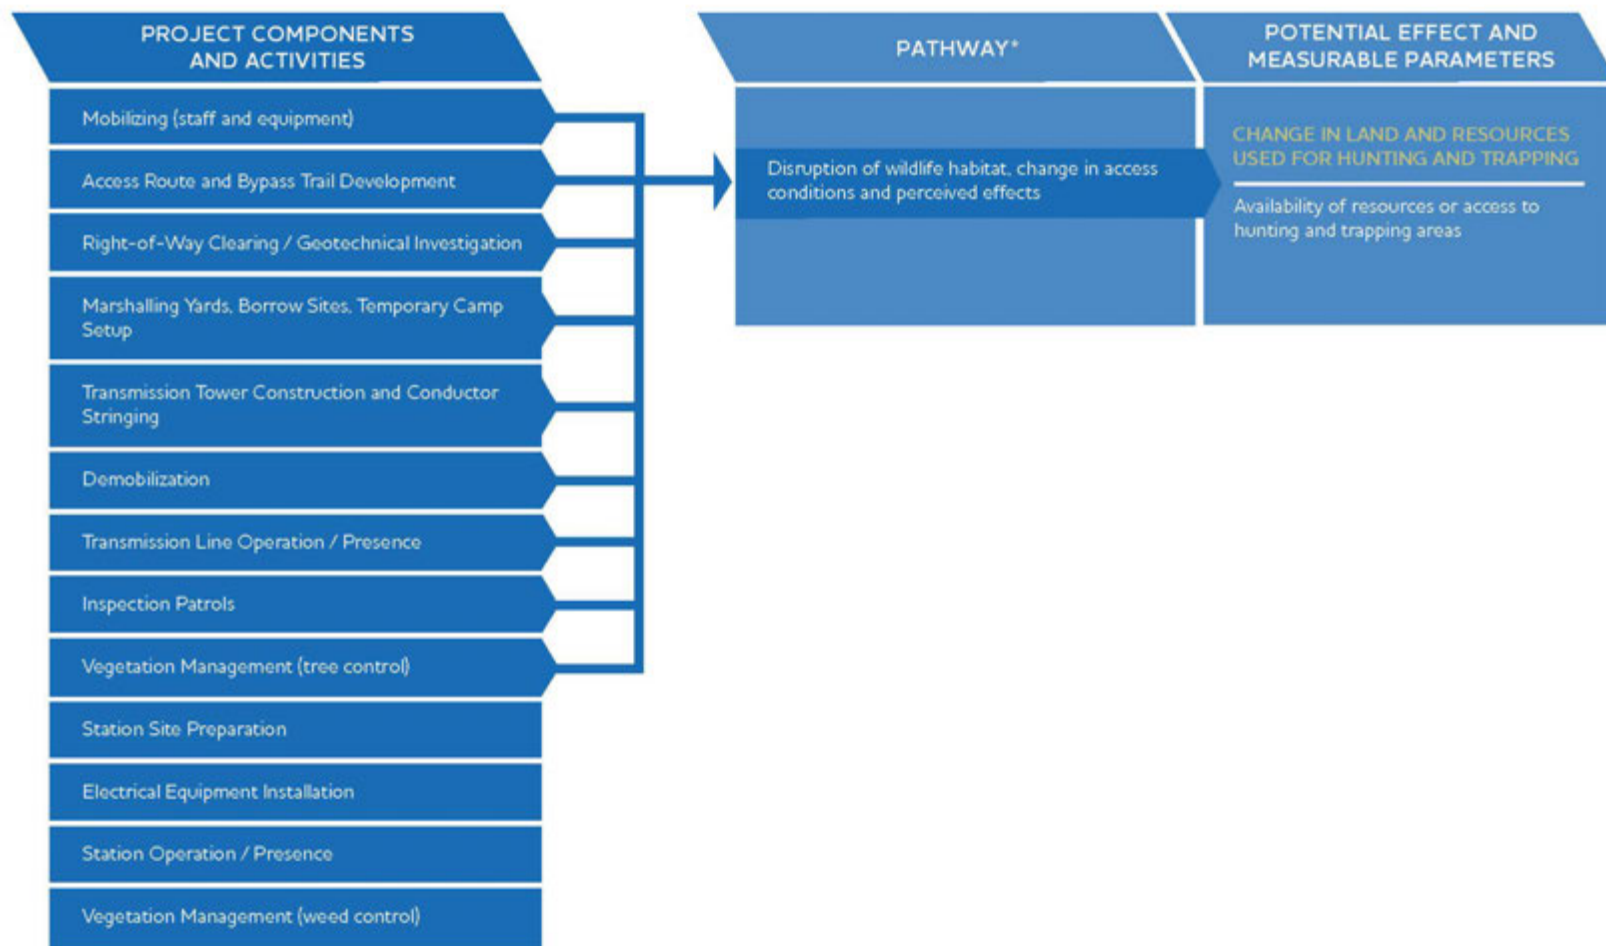 PROJECT COMPONENTS
AND ACTIVITIES
Mobilizing (staff and equipment)
Access Route and Bypass Trail Development
Right-of-Way Clearing / Geotechnical Investigation
Marshalling Yards, Borrow Sites, Temporary Camp
Setup
Transmission Tower Construction and Conductor
Stringing
Demobilization
Transmission Line Operation / Presence
Inspection Patrols
Vegetation Management (tree control)
Station Site Preparation
Electrical Equipment Installation
Station Operation / Presence
Vegetation Management (weed control)
PATHWAY*
Disruption of wildlife habitat, change in access
conditions and perceived effects
POTENTIAL EFFECT AND
MEASURABLE PARAMETERS
CHANGE IN LAND AND RESOURCES
USED FOR HUNTING AND TRAPPING
Availability of resources or access to
hunting and trapping areas